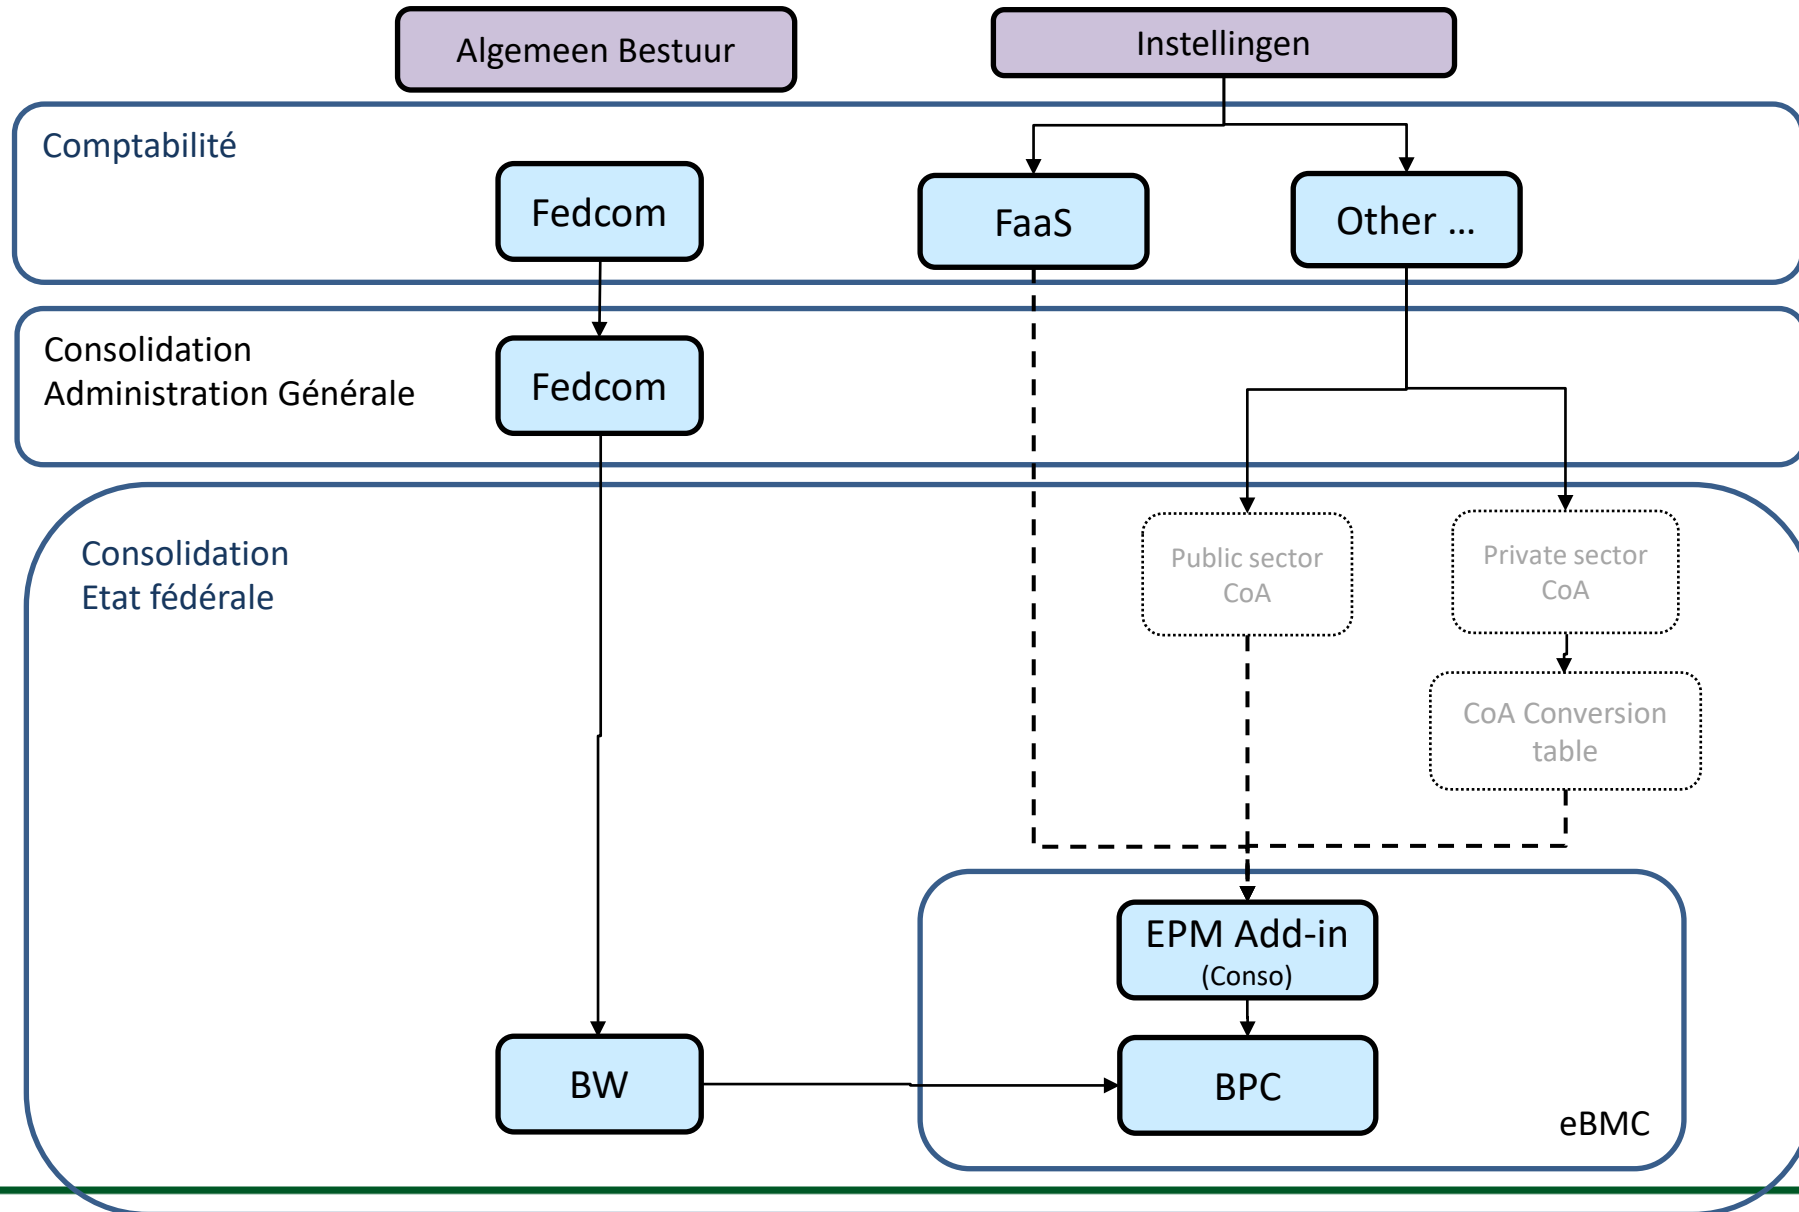 Algemeen Bestuur
Instellingen
Comptabilité
Fedcom
FaaS
Other ...
Consolidation
Administration Générale
Fedcom
Consolidation
Etat fédérale
Public sector
CoA
Private sector
CoA
CoA Conversion
table
EPM Add-in
(Conso)
BW
BPC
eBMC